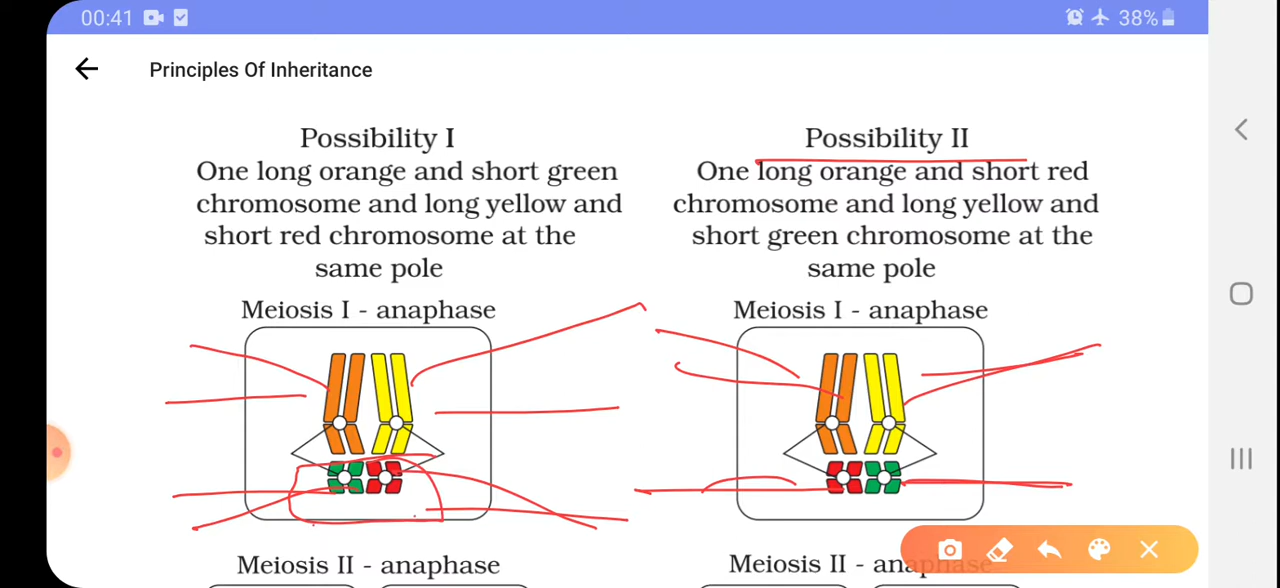 00:41
38%
Principles Of Inheritance
Possibility I
One long orange and short green
chromosome and long yellow and
short red chromosome at the
same pole
Meiosis I - anaphase
Meiosis II - anaphase
Possibility II
One long orange and short red
chromosome and long yellow and
short green chromosome at the
same pole
Meiosis I - anaphase
Meiosis II - anaphase